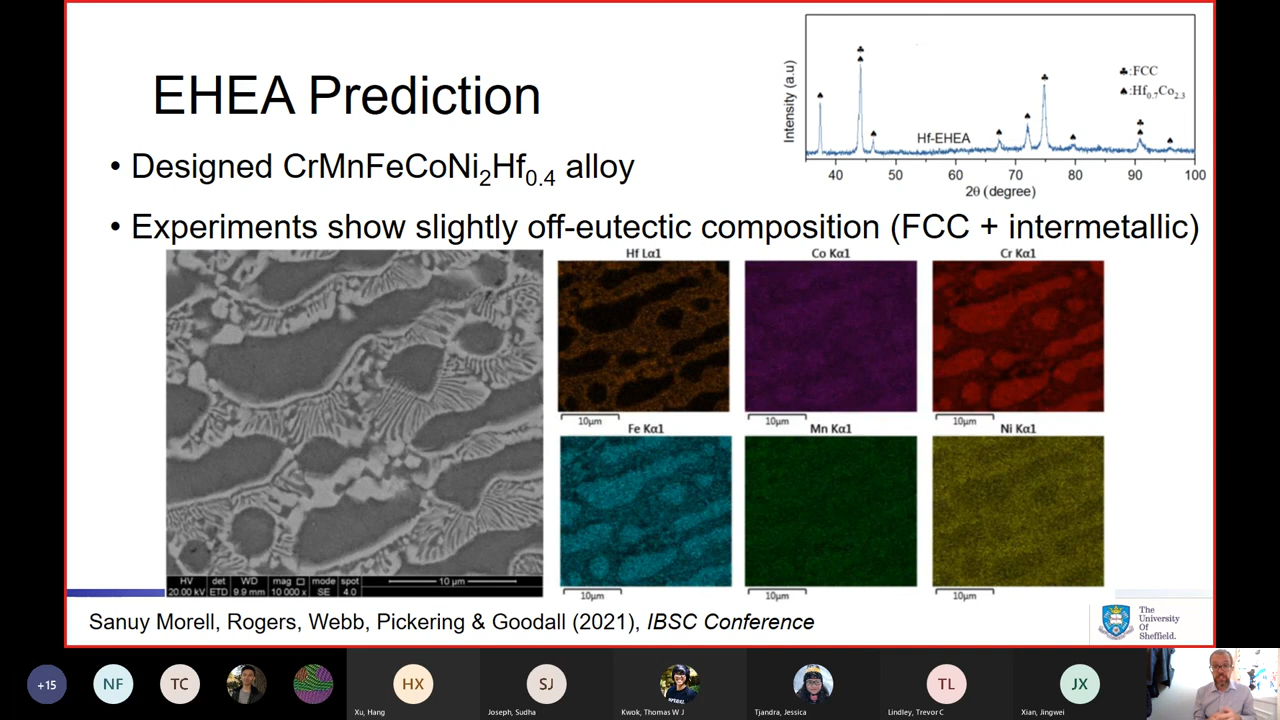 EHEA Prediction
• Designed CrMnFeCoNi2Hf0.4 alloy
• Experiments show slightly off-eutectic composition (FCC + intermetallic)
Intensity (a.u)
♣:FCC
♠:Hf0.7Co2.3
Hf-EHEA
40 50 60 70 80 90 100
2θ (degree)
Hf Lα1 Co Kα1 Cr Kα1
10µm 10µm 10µm
Fe Kα1 Mn Kα1 Ni Kα1
10µm 10µm 10µm
HV det WD mag □ mode spot
20.00 kV ETD 9.9 mm 10 000 x SE 4.0
10 µm
Sanuy Morell, Rogers, Webb, Pickering & Goodall (2021), IBSC Conference
The
University
Of
Sheffield.
+15 NF TC HX SJ TL JX
Xu, Hang Joseph, Sudha Kwok, Thomas W J Tjandra, Jessica Lindley, Trevor C Xian, Jingwei